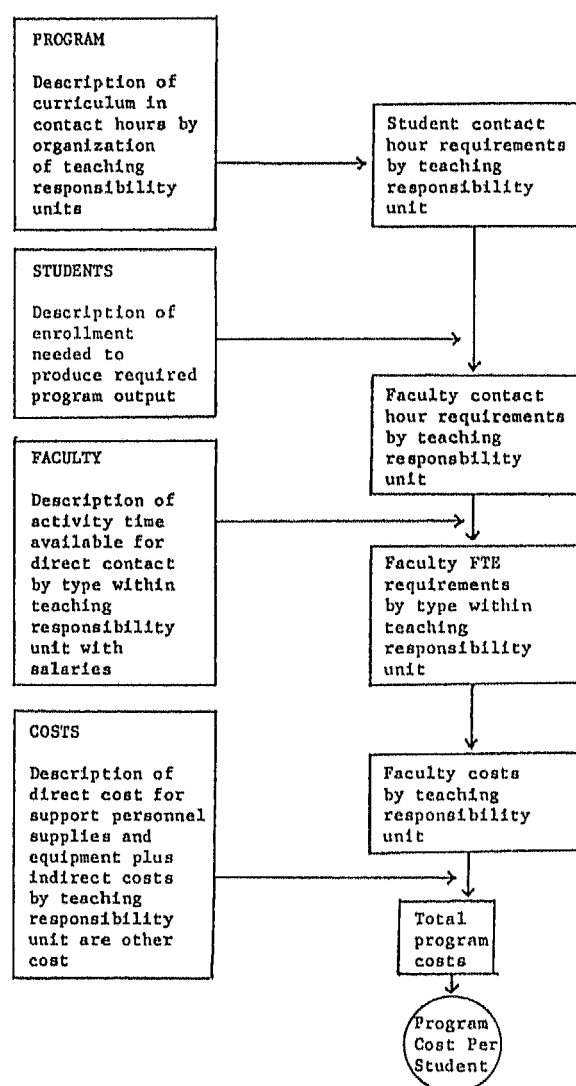 PROGRAM
Description of
curriculum in
contact hours by
organization
of teaching
responsibility
units
Student contact
hour requirements
by teaching
responsibility
unit
STUDENTS
Description of
enrollment
needed to
produce required
program output
Faculty contact
hour requirements
by teaching
responsbility
unit
FACULTY
Description of
activity time
available for
direct contact
by type within
teaching
responsibility
unit with
salaries
Faculty FTE
requirements
by type within
teaching
responsibility
unit
COSTS
Description of
direct cost for
support personnel
supplies and
equipment plus
indirect costs
by teaching
responsibility
unit are other
cost
Faculty costs
by teaching
responsibility
unit
Total
program
costs
Program
Cost Per
Student